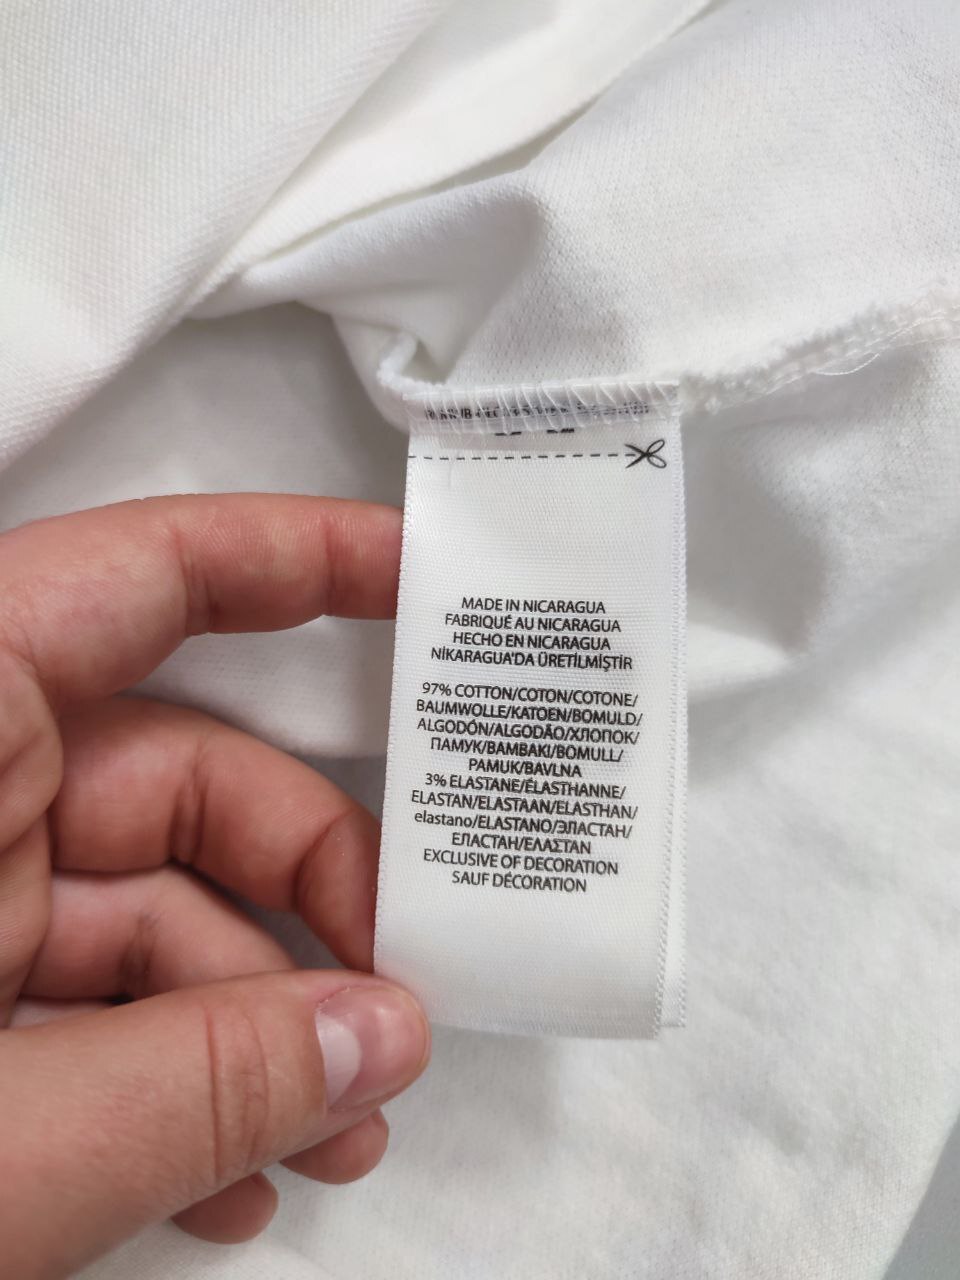 MADE IN NICARAGUA
FABRIQUÉ AU NICARAGUA
HECHO EN NICARAGUA
NİKARAGUA'DA ÜRETİLMİŞTİR
97% COTTON/COTON/COTONE/
BAUMWOLLE/KATOEN/BOMULD/
ALGODÓN/ALGODÃO/ХЛОПОК/
ПАМУК/BAMBAKI/BOMULL/
PAMUK/BAVLNA
3% ELASTANE/ÉLASTHANNE/
ELASTAN/ELASTAAN/ELASTHAN/
elastano/ELASTANO/ЭЛАСТАН/
ЕЛАСТАН/ΕΛΑΣΤΑΝ
EXCLUSIVE OF DECORATION
SAUF DÉCORATION